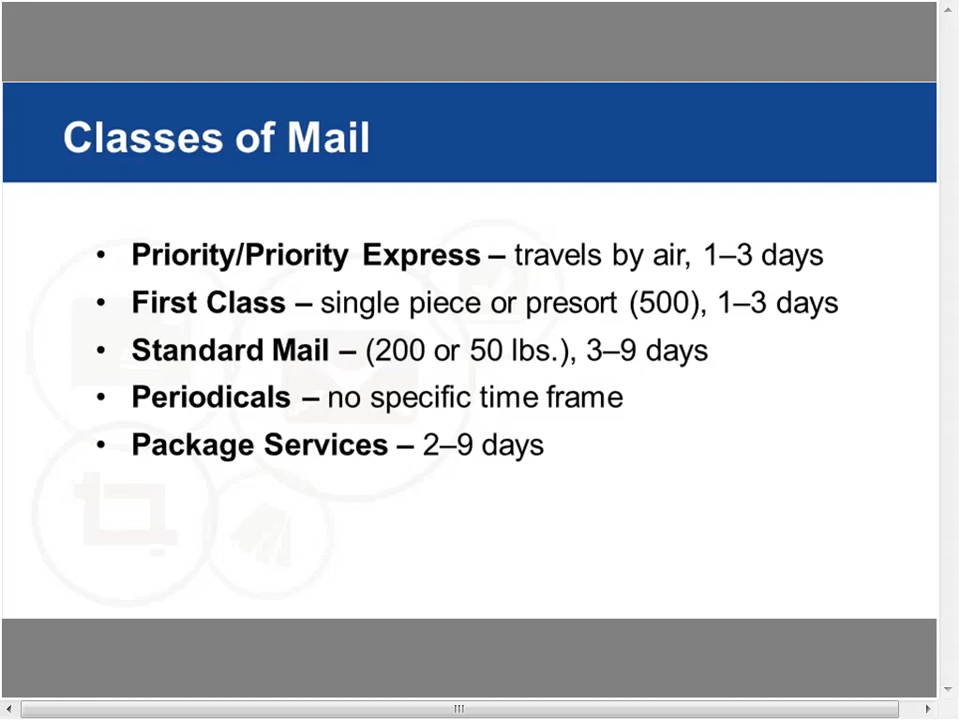 Classes of Mail
• Priority/Priority Express – travels by air, 1–3 days
• First Class – single piece or presort (500), 1–3 days
• Standard Mail – (200 or 50 lbs.), 3–9 days
• Periodicals – no specific time frame
• Package Services – 2–9 days